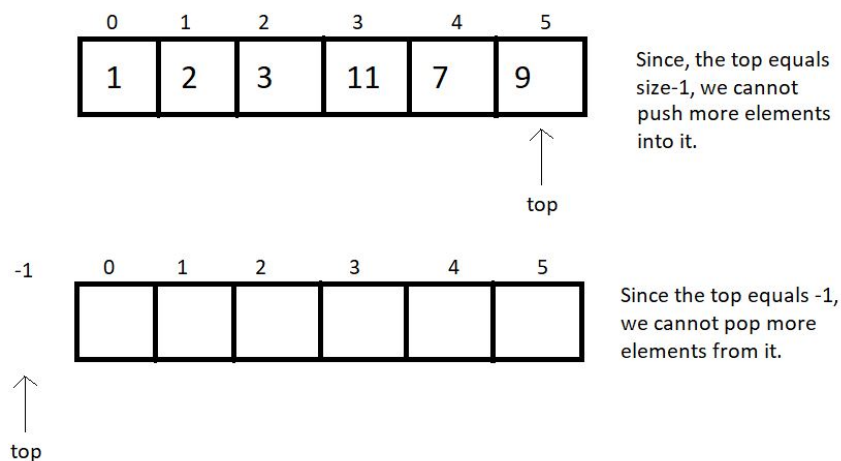 0 1 2 3 4 5
1 2 3 11 7 9
Since, the top equals
size-1, we cannot
push more elements
into it.
top
-1 0 1 2 3 4 5
Since the top equals -1,
we cannot pop more
elements from it.
top